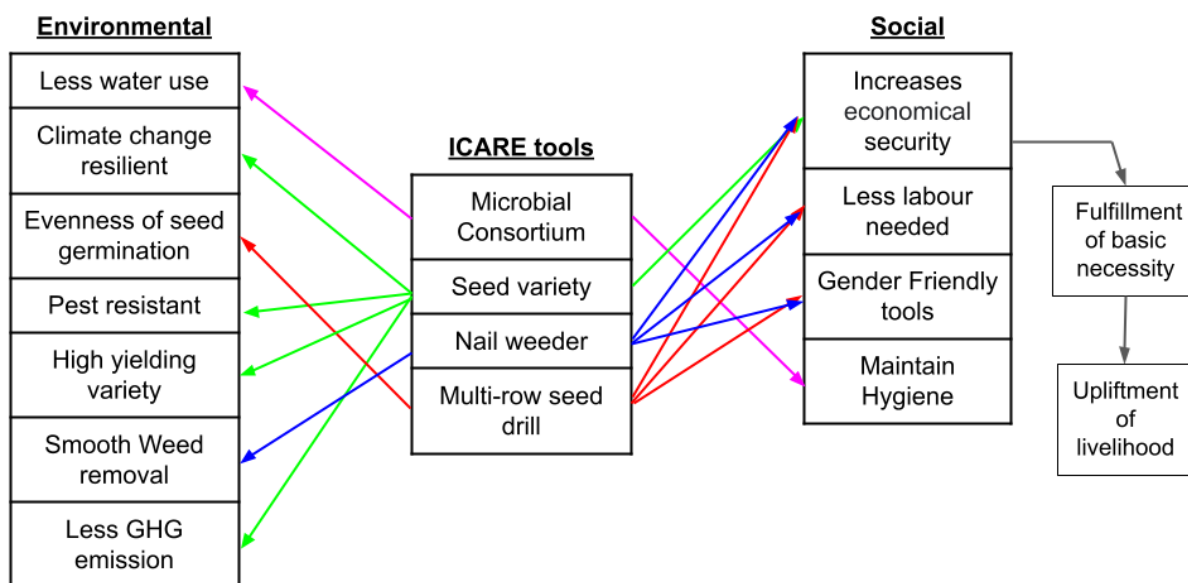 Environmental
Less water use
Climate change
resilient
Evenness of seed
germination
Pest resistant
High yielding
variety
Smooth Weed
removal
Less GHG
emission
ICARE tools
Microbial
Consortium
Seed variety
Nail weeder
Multi-row seed
drill
Social
Increases
economical
security
Less labour
needed
Gender Friendly
tools
Maintain
Hygiene
Fulfillment
of basic
necessity
Upliftment
of
livelihood